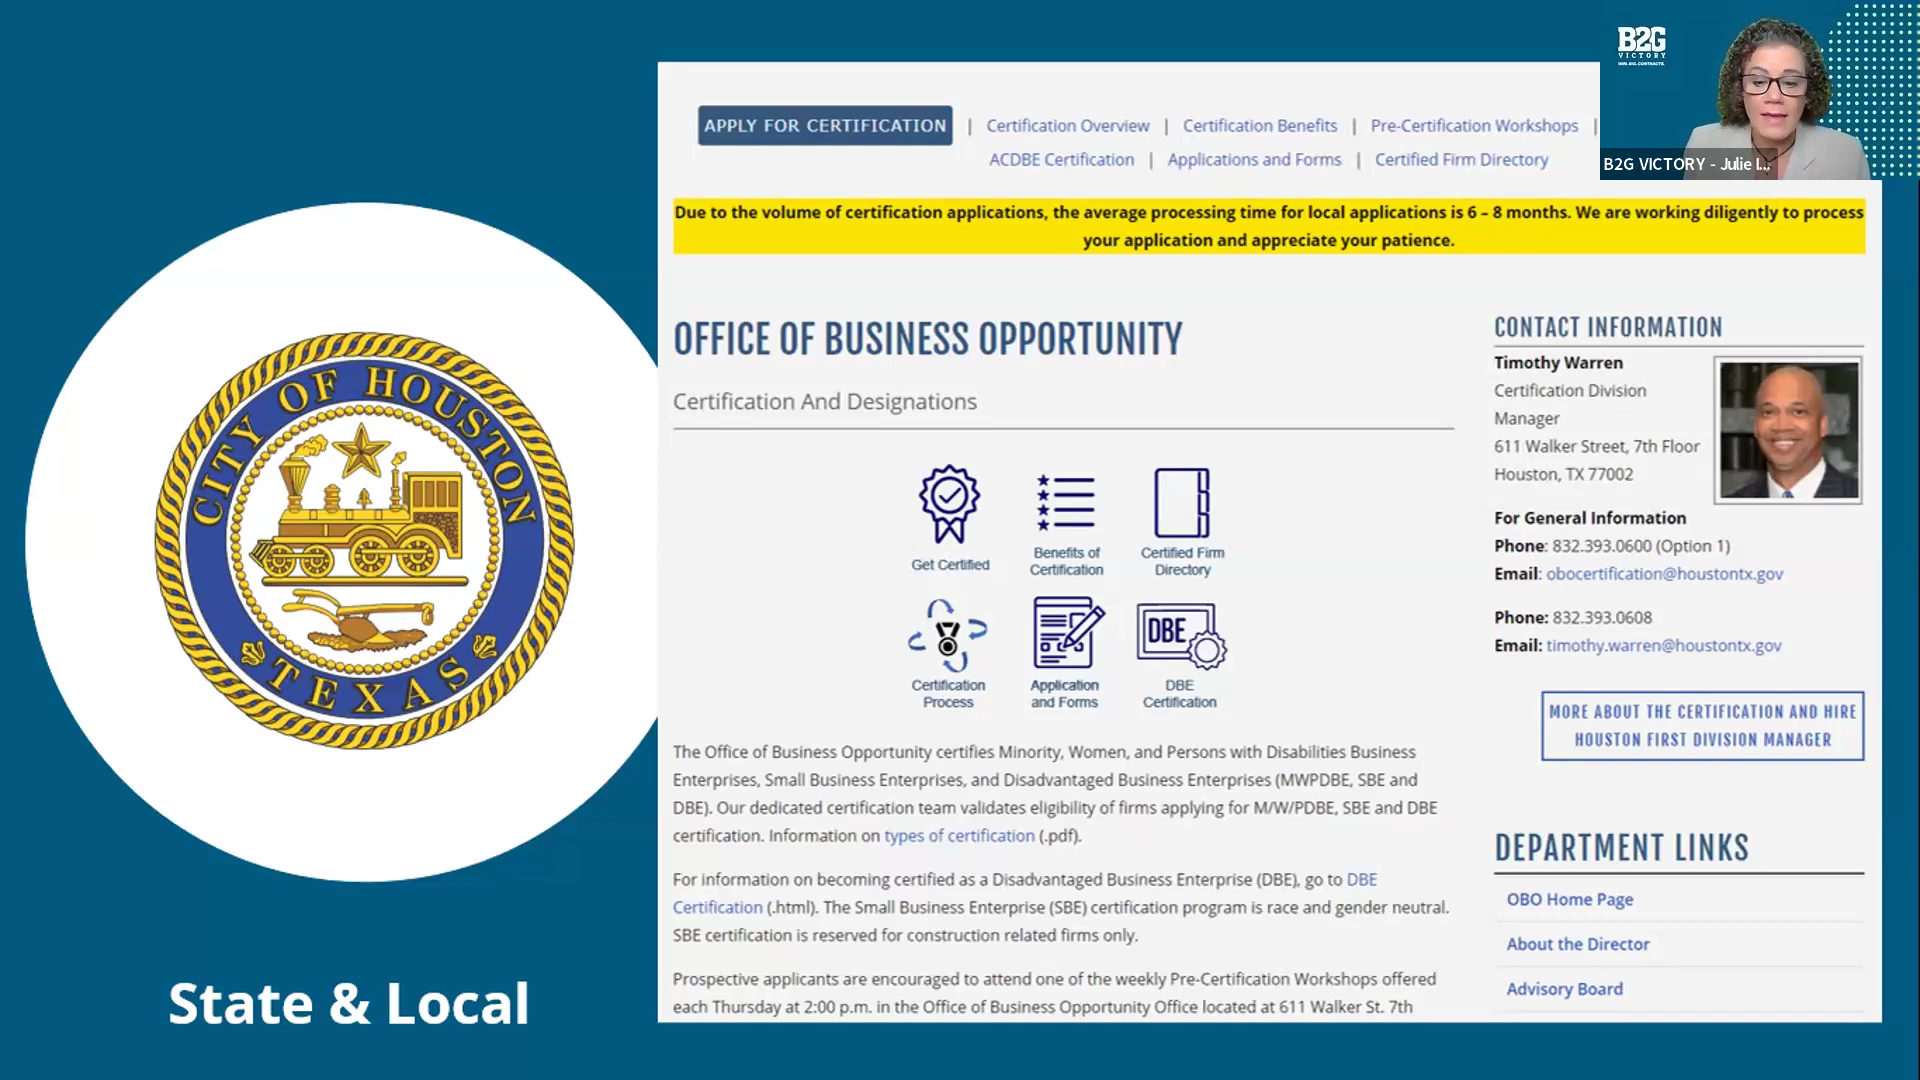 B2G
VICTORY
B2G VICTORY - Julie I...
APPLY FOR CERTIFICATION | Certification Overview | Certification Benefits | Pre-Certification Workshops |
ACDBE Certification | Applications and Forms | Certified Firm Directory
Due to the volume of certification applications, the average processing time for local applications is 6 – 8 months. We are working diligently to process
your application and appreciate your patience.
CITY OF HOUSTON
TEXAS
State & Local
OFFICE OF BUSINESS OPPORTUNITY
Certification And Designations
Get Certified
Benefits of
Certification
Certified Firm
Directory
Certification
Process
Application
and Forms
DBE
DBE
Certification
The Office of Business Opportunity certifies Minority, Women, and Persons with Disabilities Business
Enterprises, Small Business Enterprises, and Disadvantaged Business Enterprises (MWPDBE, SBE and
DBE). Our dedicated certification team validates eligibility of firms applying for M/W/PDBE, SBE and DBE
certification. Information on types of certification (.pdf).
For information on becoming certified as a Disadvantaged Business Enterprise (DBE), go to DBE
Certification (.html). The Small Business Enterprise (SBE) certification program is race and gender neutral.
SBE certification is reserved for construction related firms only.
Prospective applicants are encouraged to attend one of the weekly Pre-Certification Workshops offered
each Thursday at 2:00 p.m. in the Office of Business Opportunity Office located at 611 Walker St. 7th
CONTACT INFORMATION
Timothy Warren
Certification Division
Manager
611 Walker Street, 7th Floor
Houston, TX 77002
For General Information
Phone: 832.393.0600 (Option 1)
Email: obocertification@houstontx.gov
Phone: 832.393.0608
Email: timothy.warren@houstontx.gov
MORE ABOUT THE CERTIFICATION AND HIRE
HOUSTON FIRST DIVISION MANAGER
DEPARTMENT LINKS
OBO Home Page
About the Director
Advisory Board